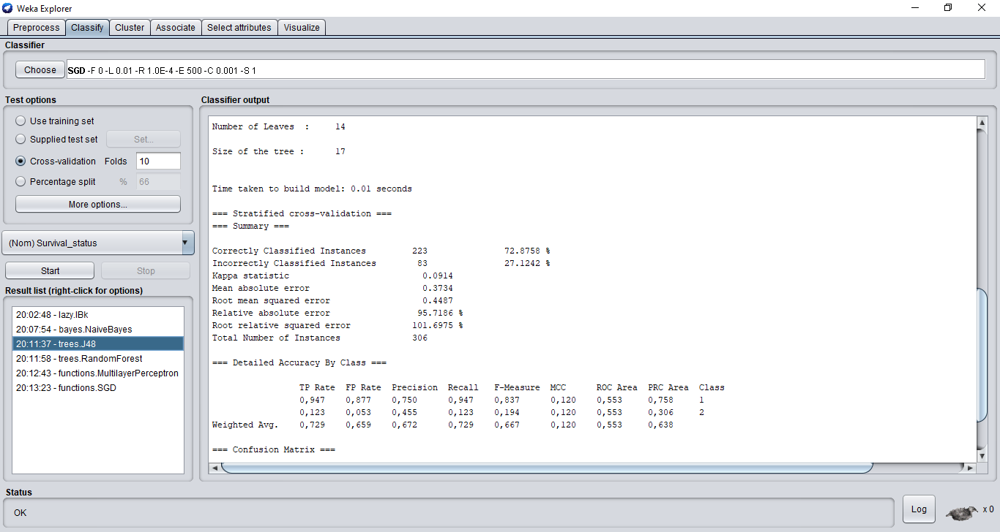 Weka Explorer
Preprocess Classify Cluster Associate Select attributes Visualize
Classifier
Choose SGD -F 0 -L 0.01 -R 1.0E-4 -E 500 -C 0.001 -S 1
Test options
Use training set
Supplied test set Set...
Cross-validation Folds 10
Percentage split % 66
More options...
(Nom) Survival_status
Start Stop
Result list (right-click for options)
20:02:48 - lazy.IBk
20:07:54 - bayes.NaiveBayes
20:11:37 - trees.J48
20:11:58 - trees.RandomForest
20:12:43 - functions.MultilayerPerceptron
20:13:23 - functions.SGD
Classifier output
Number of Leaves : 14
Size of the tree : 17
Time taken to build model: 0.01 seconds
=== Stratified cross-validation ===
=== Summary ===
Correctly Classified Instances 223 72.8758 %
Incorrectly Classified Instances 83 27.1242 %
Kappa statistic 0.0914
Mean absolute error 0.3734
Root mean squared error 0.4487
Relative absolute error 95.7186 %
Root relative squared error 101.6975 %
Total Number of Instances 306
=== Detailed Accuracy By Class ===
TP Rate FP Rate Precision Recall F-Measure MCC ROC Area PRC Area Class
0,947 0,877 0,750 0,947 0,837 0,120 0,553 0,758 1
0,123 0,053 0,455 0,123 0,194 0,120 0,553 0,306 2
Weighted Avg. 0,729 0,659 0,672 0,729 0,667 0,120 0,553 0,638
=== Confusion Matrix ===
Status
OK
Log x 0